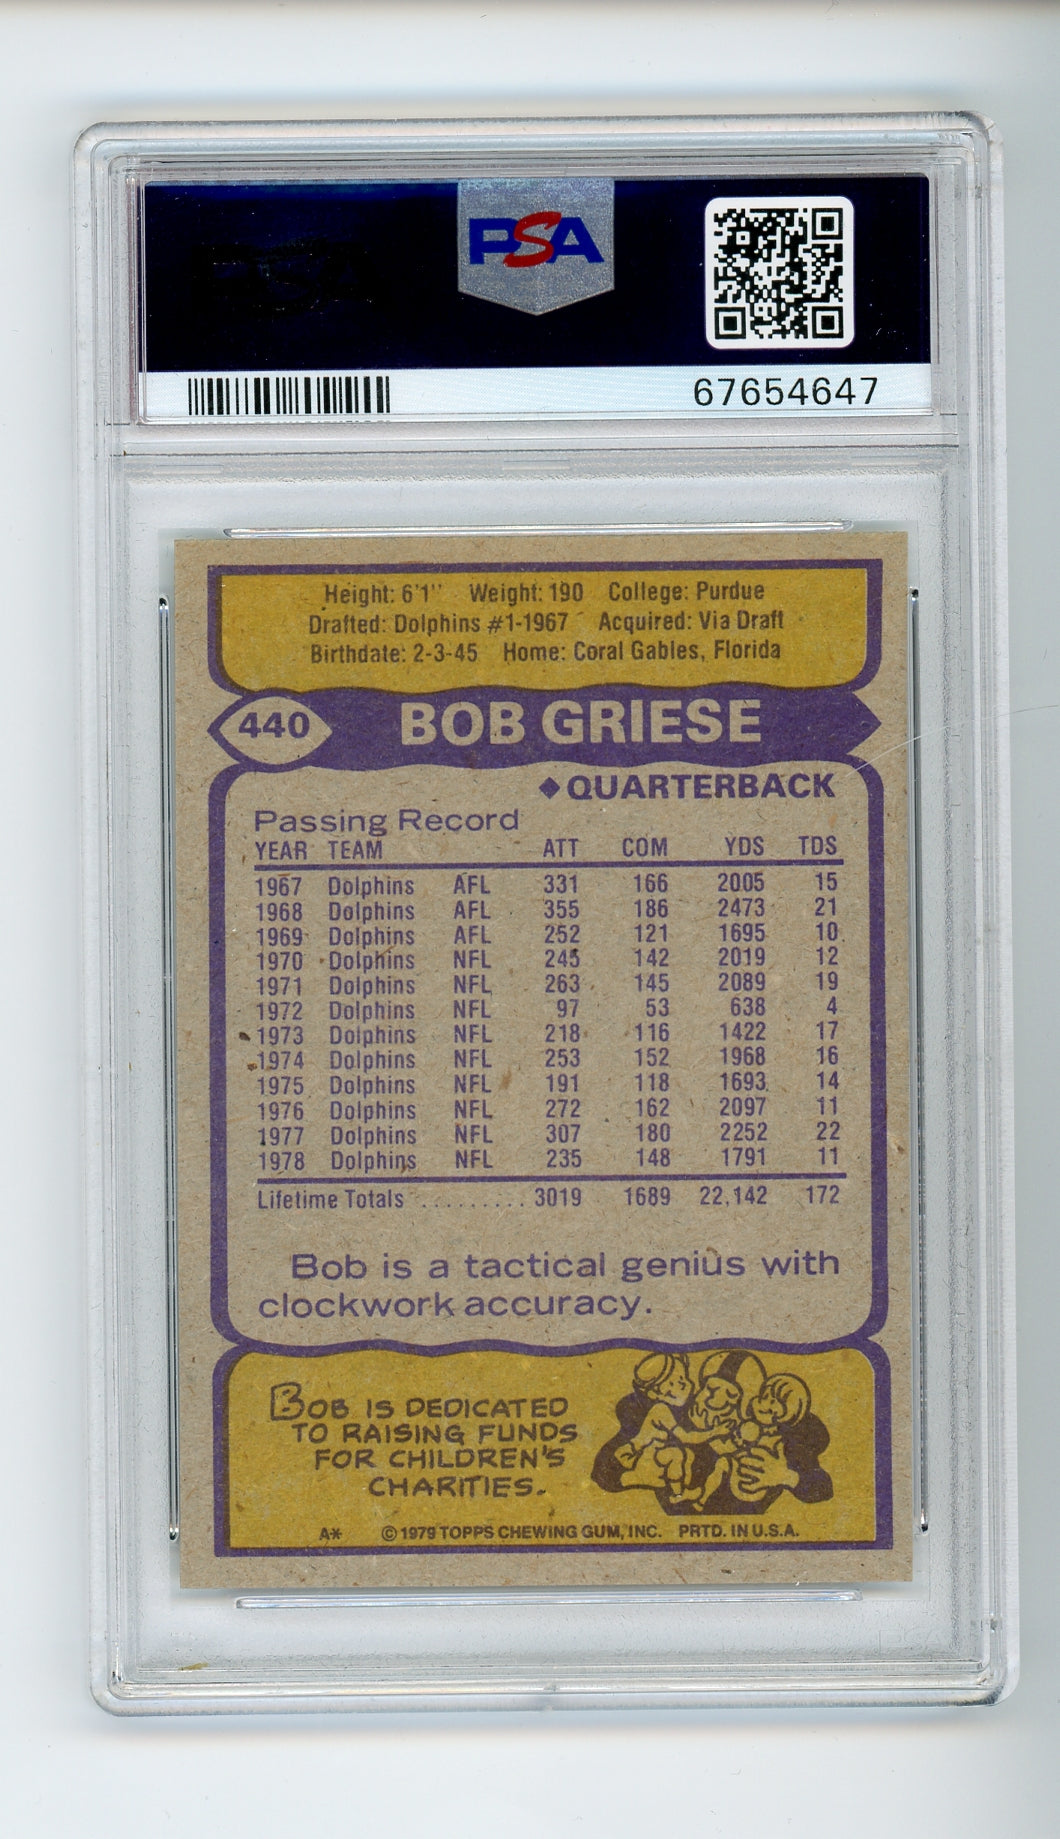 PSA
67654647
Height: 6'1" Weight: 190 College: Purdue
Drafted: Dolphins #1-1967 Acquired: Via Draft
Birthdate: 2-3-45 Home: Coral Gables, Florida
440 BOB GRIESE
◆QUARTERBACK
Passing Record
YEAR TEAM ATT COM YDS TDS
1967 Dolphins AFL 331 166 2005 15
1968 Dolphins AFL 355 186 2473 21
1969 Dolphins AFL 252 121 1695 10
1970 Dolphins NFL 245 142 2019 12
1971 Dolphins NFL 263 145 2089 19
1972 Dolphins NFL 97 53 638 4
1973 Dolphins NFL 218 116 1422 17
1974 Dolphins NFL 253 152 1968 16
1975 Dolphins NFL 191 118 1693 14
1976 Dolphins NFL 272 162 2097 11
1977 Dolphins NFL 307 180 2252 22
1978 Dolphins NFL 235 148 1791 11
Lifetime Totals ......... 3019 1689 22,142 172
Bob is a tactical genius with
clockwork accuracy.
BOB IS DEDICATED
TO RAISING FUNDS
FOR CHILDREN'S
CHARITIES.
A* © 1979 TOPPS CHEWING GUM, INC. PRTD. IN U.S.A.